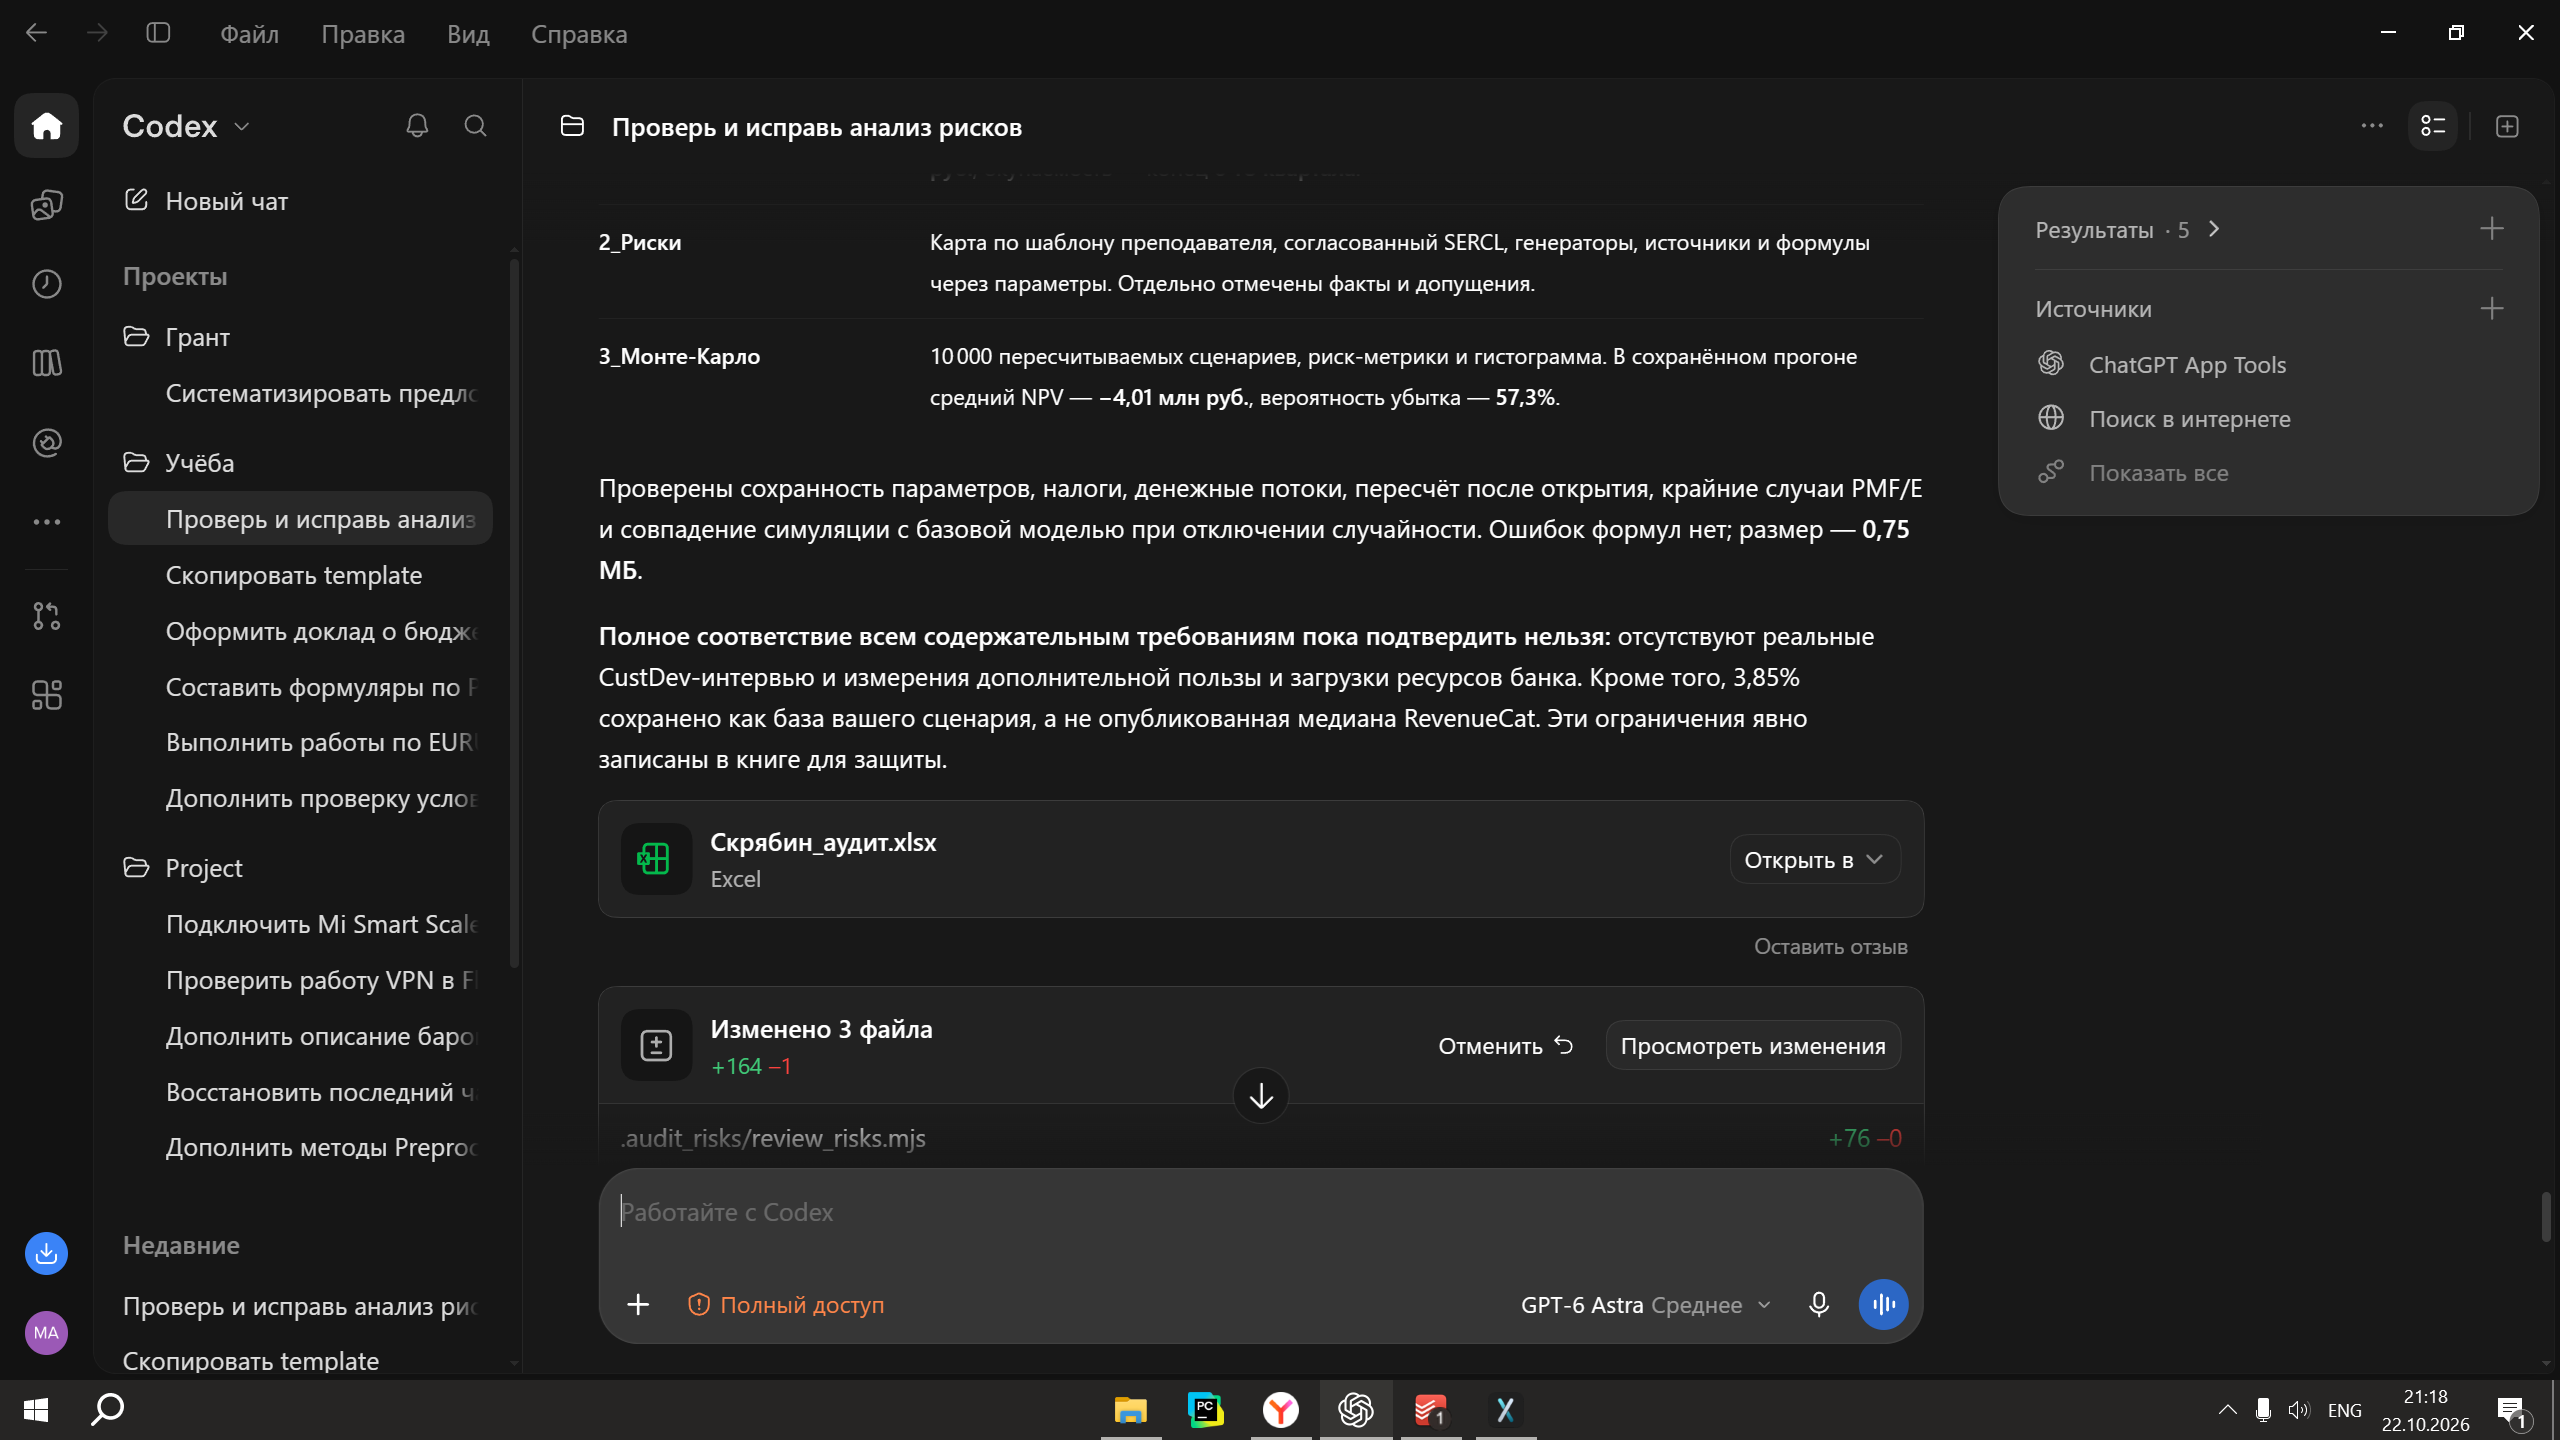 Файл Правка Вид Справка
Codex
Новый чат
Проекты
Грант
Систематизировать предло
Учёба
Проверь и исправь анализ
Скопировать template
Оформить доклад о бюдже
Составить формуляры по
Выполнить работы по EUR
Дополнить проверку услов
Project
Подключить Mi Smart Scale
Проверить работу VPN в
Дополнить описание баро
Восстановить последний ч
Дополнить методы Preproc
Недавние
Проверь и исправь анализ рис
Скопировать template
MA
Проверь и исправь анализ рисков
2_Риски
Карта по шаблону преподавателя, согласованный SERCL, генераторы, источники и формулы
через параметры. Отдельно отмечены факты и допущения.
3_Монте-Карло
10 000 пересчитываемых сценариев, риск-метрики и гистограмма. В сохранённом прогоне
средний NPV — −4,01 млн руб., вероятность убытка — 57,3%.
Проверены сохранность параметров, налоги, денежные потоки, пересчёт после открытия, крайние случаи PMF/E
и совпадение симуляции с базовой моделью при отключении случайности. Ошибок формул нет; размер — 0,75
МБ.
Полное соответствие всем содержательным требованиям пока подтвердить нельзя: отсутствуют реальные
CustDev-интервью и измерения дополнительной пользы и загрузки ресурсов банка. Кроме того, 3,85%
сохранено как база вашего сценария, а не опубликованная медиана RevenueCat. Эти ограничения явно
записаны в книге для защиты.
Скрябин_аудит.xlsx
Excel
Открыть в
Оставить отзыв
Изменено 3 файла
+164 −1
Отменить
Просмотреть изменения
.audit_risks/review_risks.mjs
+76 −0
Работайте с Codex
Полный доступ
GPT-6 Astra Среднее
Результаты · 5
Источники
ChatGPT App Tools
Поиск в интернете
Показать все
PC
1
ENG
21:18
22.10.2026
1